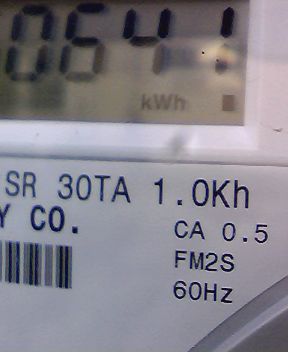 0641
kWh
SR 30TA 1.0Kh
Y CO.
CA 0.5
FM2S
60Hz